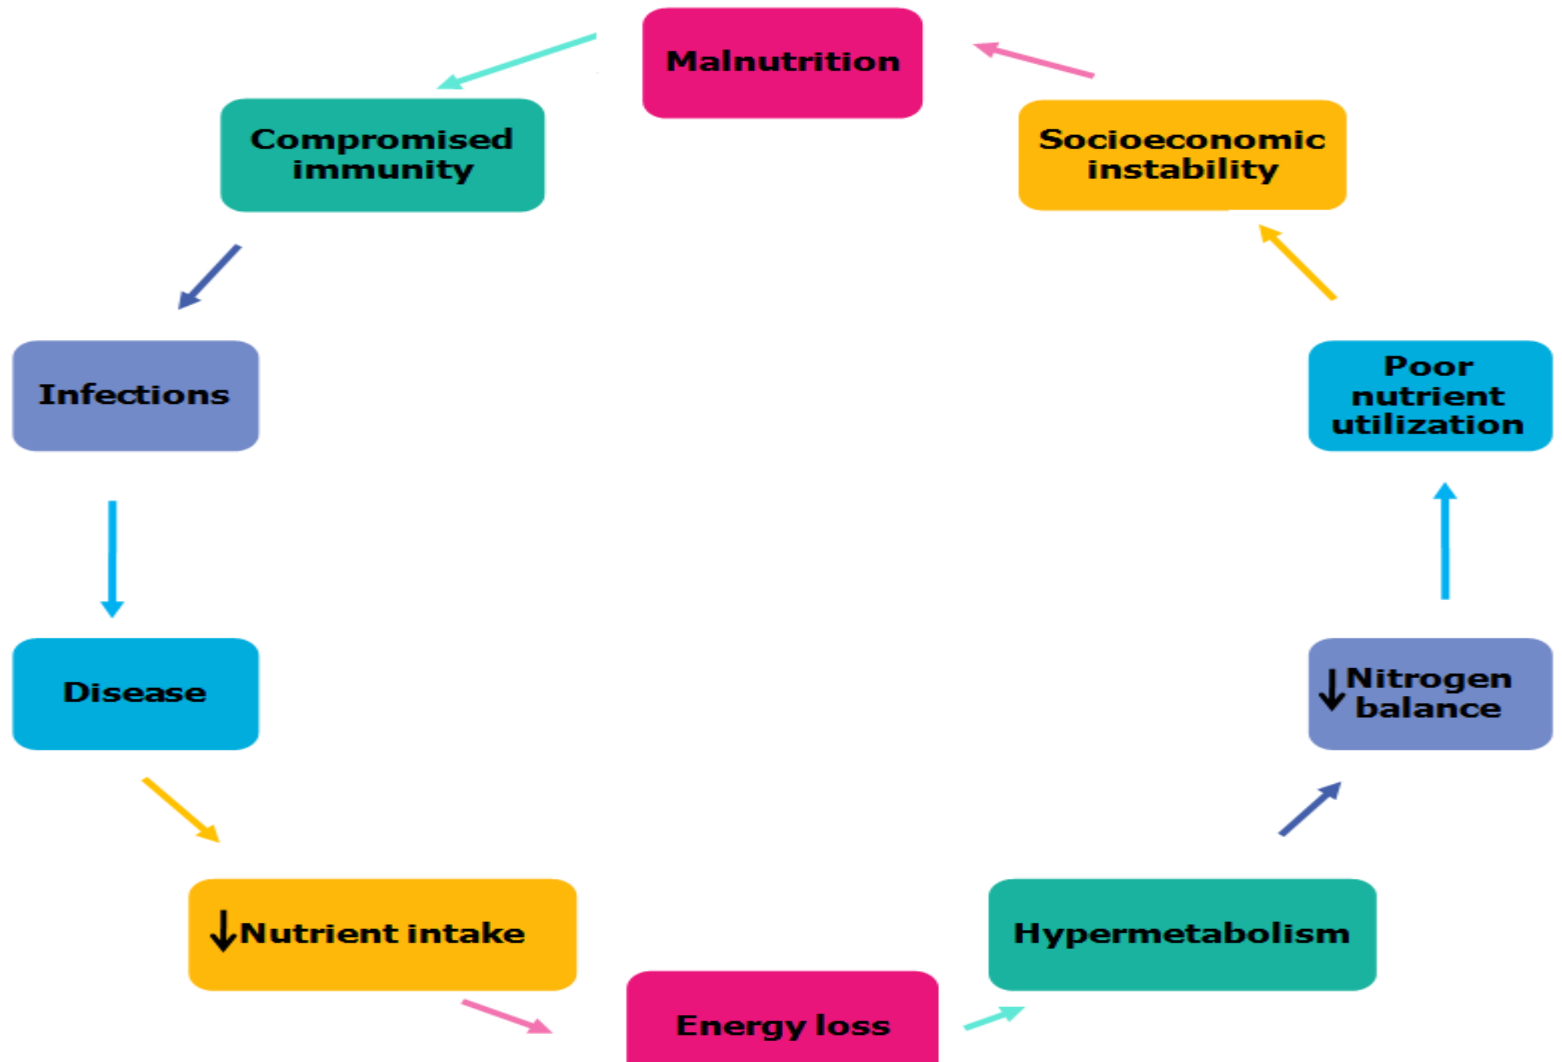 Malnutrition
Compromised
immunity
Infections
Disease
↓Nutrient intake
Energy loss
Hypermetabolism
↓Nitrogen
balance
Poor
nutrient
utilization
Socioeconomic
instability